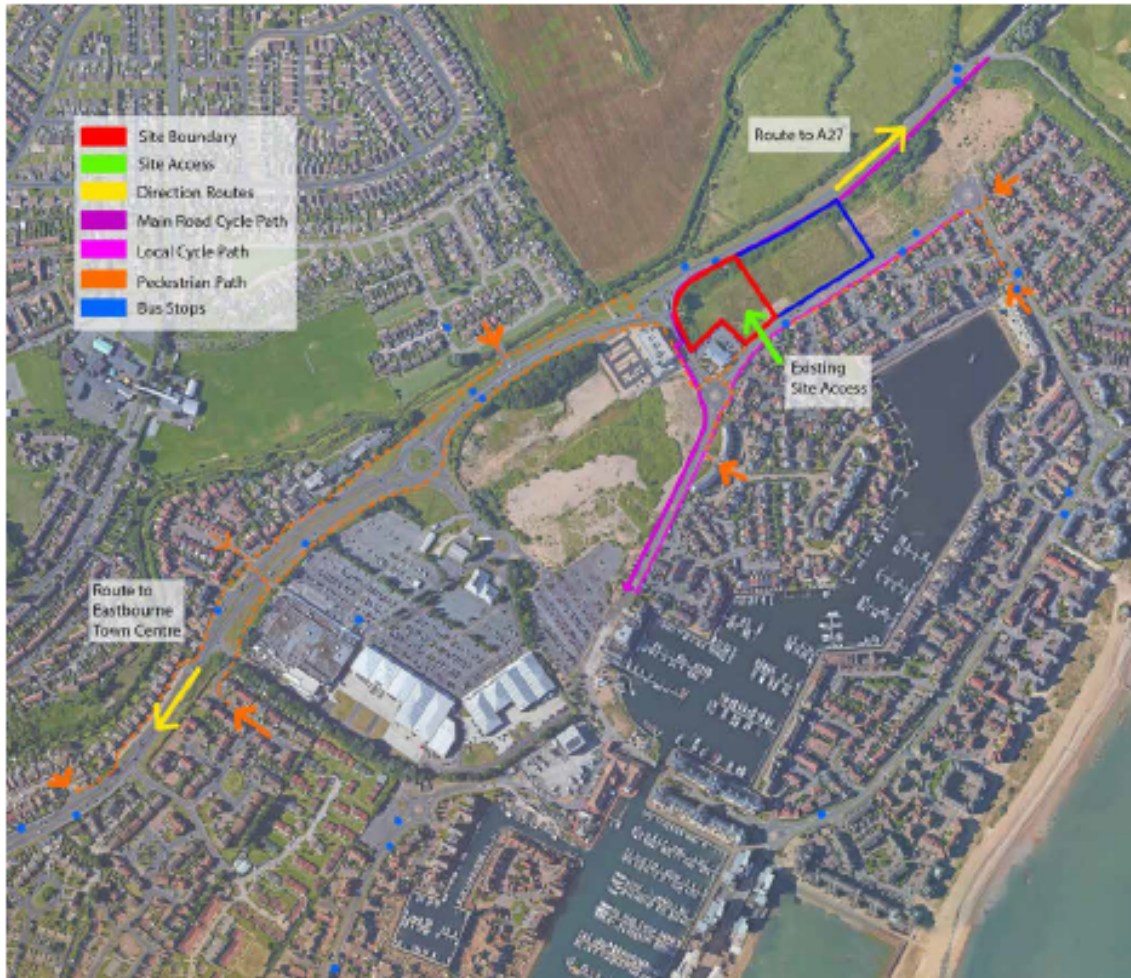 Site Boundary
Site Access
Direction Routes
Main Road Cycle Path
Local Cycle Path
Pedestrian Path
Bus Stops
Route to A27
Existing
Site Access
Route to
Eastbourne
Town Centre